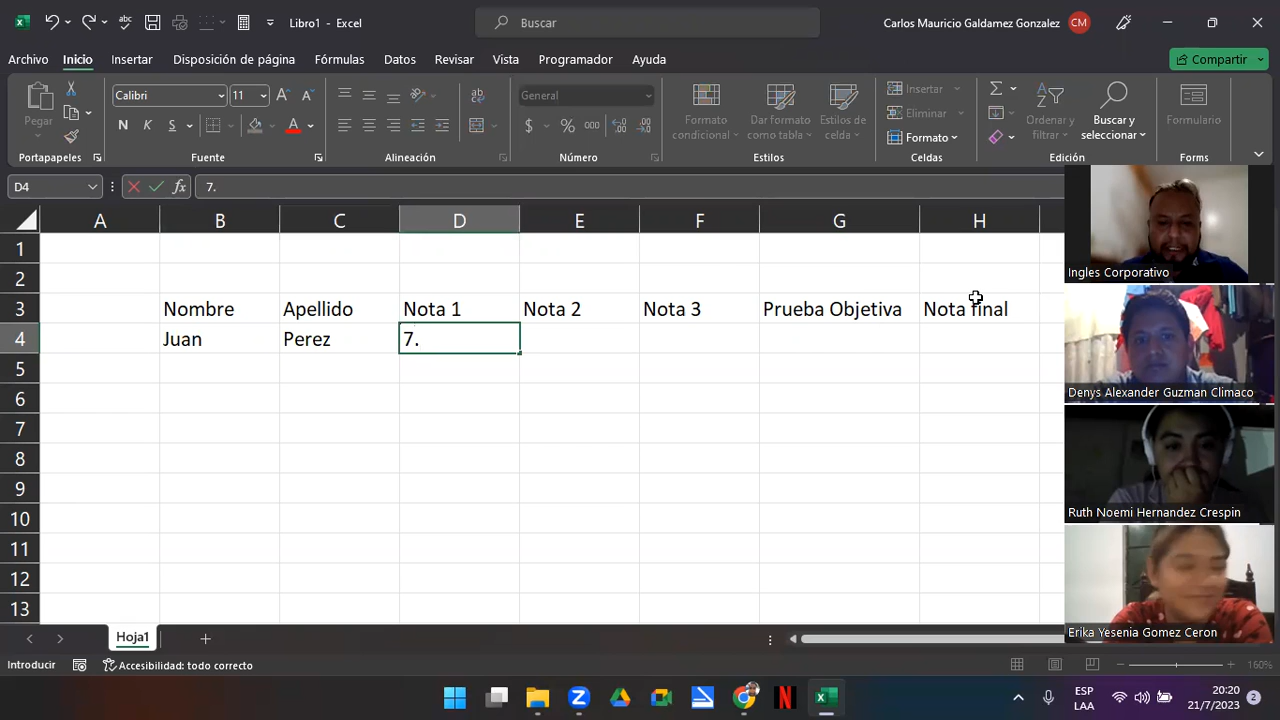 Libro1 - Excel
Buscar
Carlos Mauricio Galdamez Gonzalez
CM
Archivo Inicio Insertar Disposición de página Fórmulas Datos Revisar Vista Programador Ayuda
Compartir
Pegar
Calibri 11
N K S
General
$ % 000
Formato condicional
Dar formato como tabla
Estilos de celda
Insertar
Eliminar
Formato
Ordenar y filtrar
Buscar y seleccionar
Formulario
Portapapeles Fuente Alineación Número Estilos Celdas Edición Forms
D4 fx 7.
A B C D E F G H
1
2
3 Nombre Apellido Nota 1 Nota 2 Nota 3 Prueba Objetiva Nota final
4 Juan Perez 7.
5
6
7
8
9
10
11
12
13
Ingles Corporativo
Denys Alexander Guzman Climaco
Ruth Noemi Hernandez Crespin
Erika Yesenia Gomez Ceron
Hoja1
Introducir Accesibilidad: todo correcto 160%
ESP
LAA
20:20
21/7/2023
2